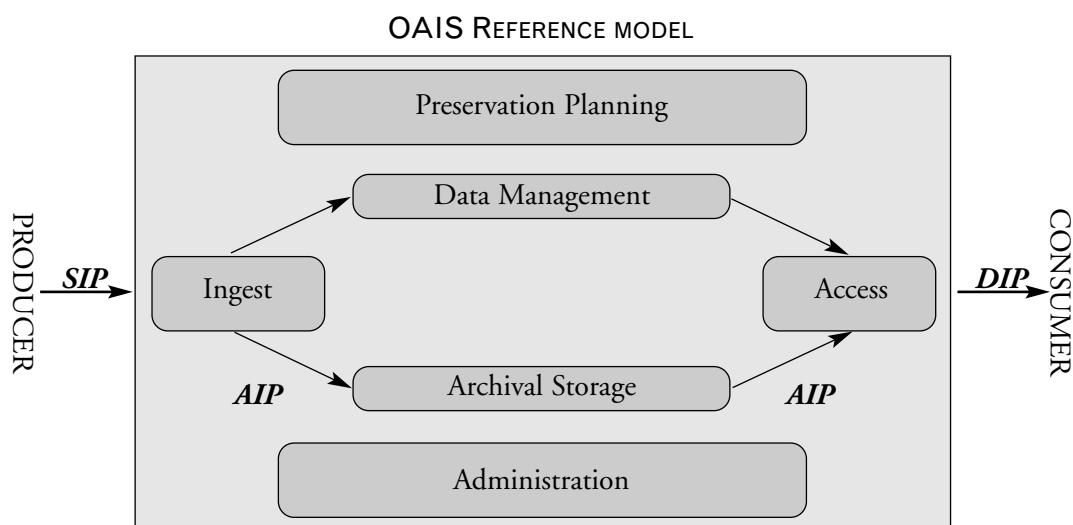 OAIS REFERENCE MODEL
Preservation Planning
Data Management
PRODUCER
SIP
Ingest
Access
DIP
CONSUMER
AIP
Archival Storage
AIP
Administration